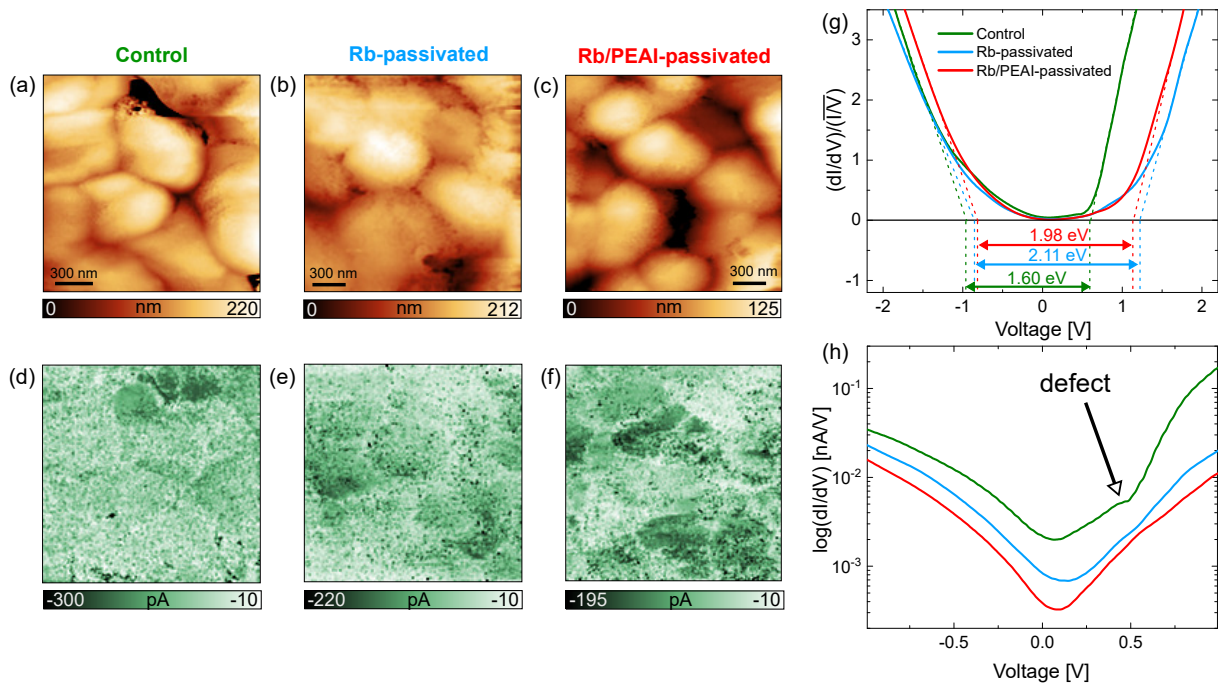 Control
Rb-passivated
Rb/PEAI-passivated
(a)
300 nm
0 nm 220
(b)
300 nm
0 nm 212
(c)
300 nm
0 nm 125
(d)
-300 pA -10
(e)
-220 pA -10
(f)
-195 pA -10
(g)
(dI/dV)/(I/V)
3
2
1
0
-1
Control
Rb-passivated
Rb/PEAI-passivated
1.98 eV
2.11 eV
1.60 eV
-2 -1 0 1 2
Voltage [V]
(h)
log(dI/dV) [nA/V]
10⁻¹
10⁻²
10⁻³
defect
-0.5 0.0 0.5
Voltage [V]